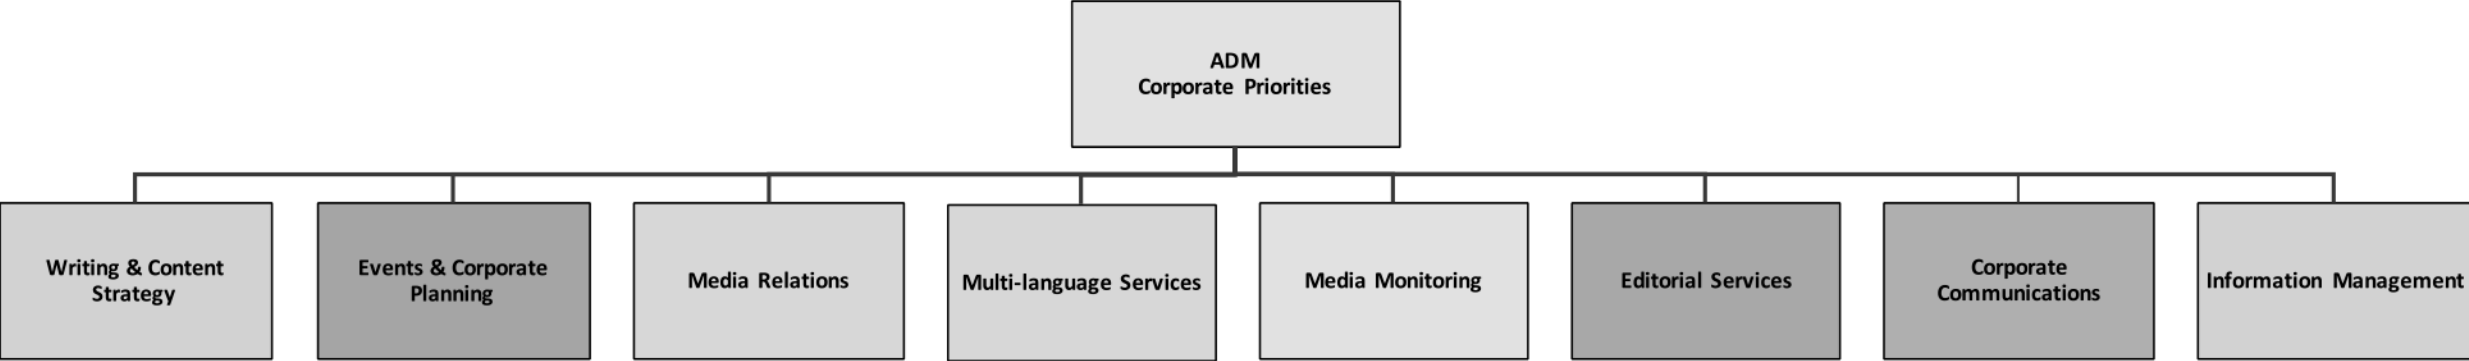 ADM
Corporate Priorities
Writing & Content
Strategy
Events & Corporate
Planning
Media Relations
Multi-language Services
Media Monitoring
Editorial Services
Corporate
Communications
Information Management